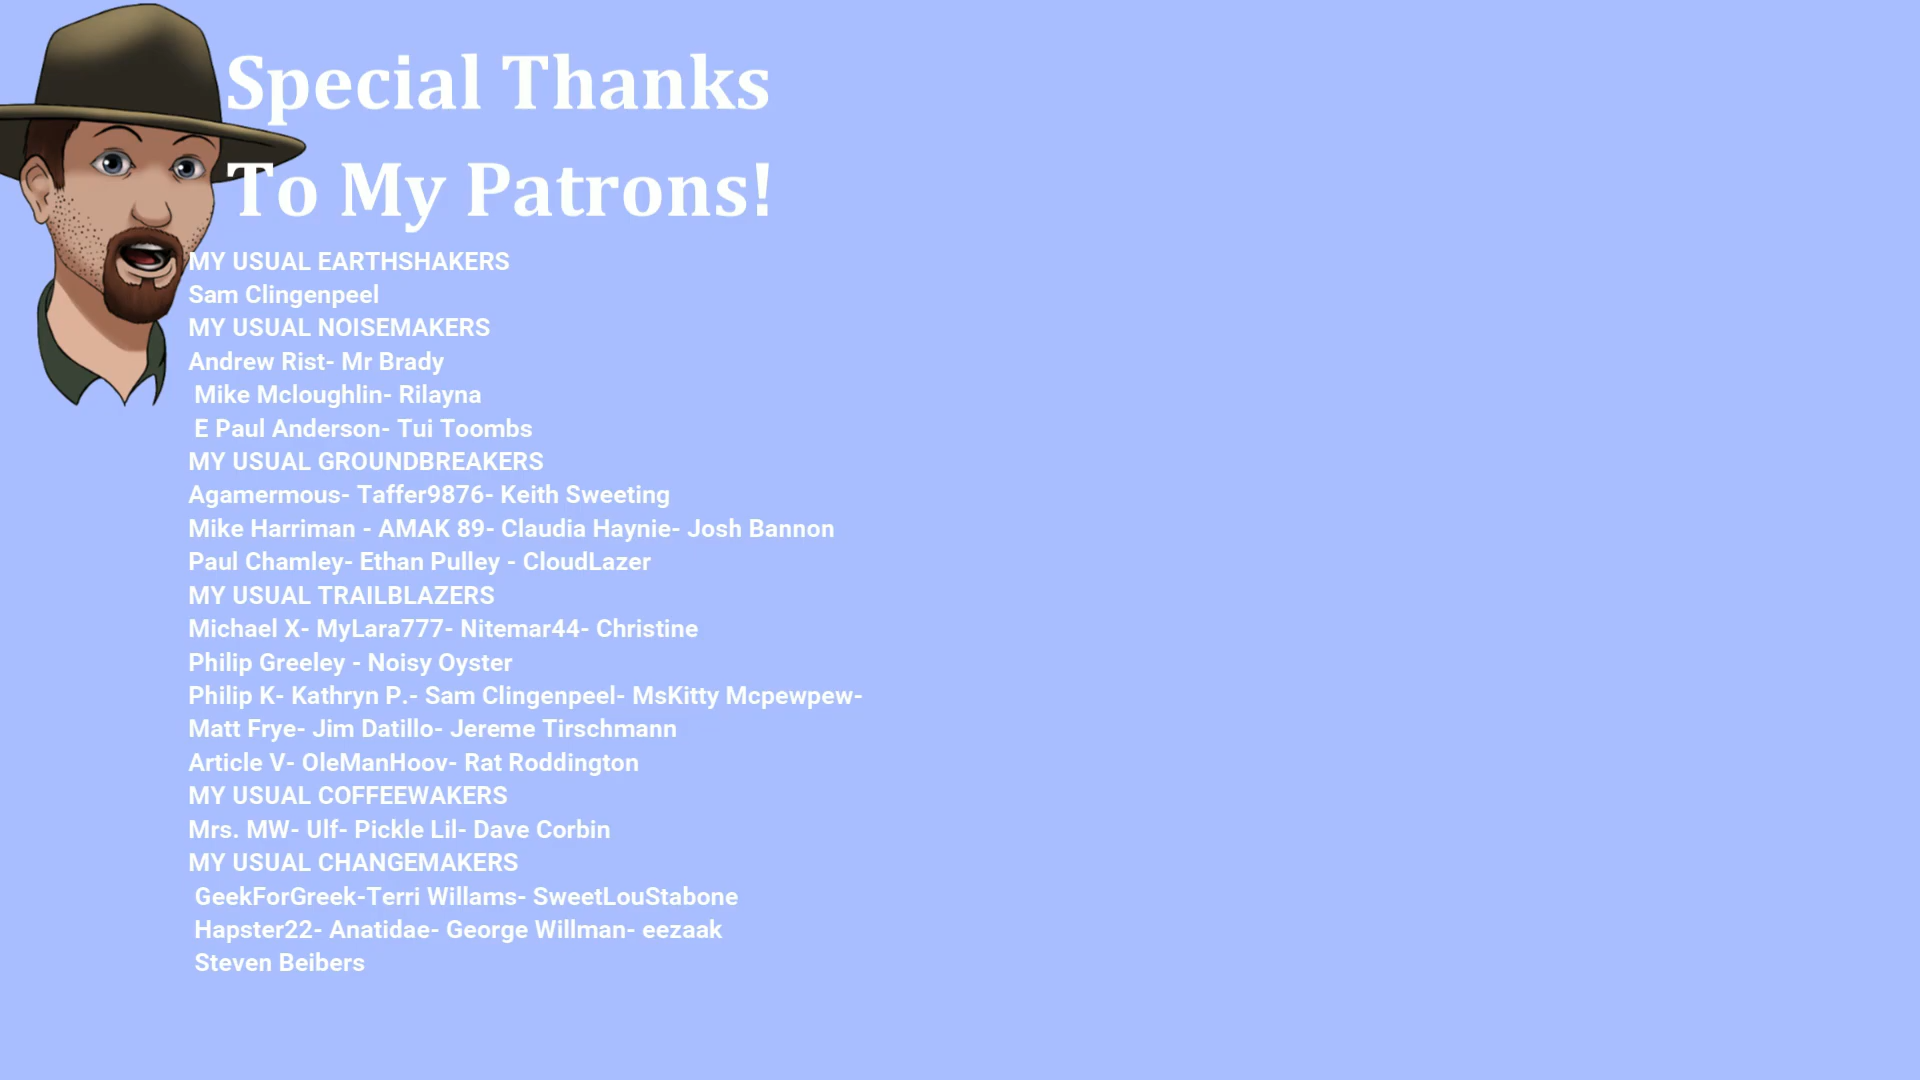 Special Thanks
To My Patrons!
MY USUAL EARTHSHAKERS
Sam Clingenpeel
MY USUAL NOISEMAKERS
Andrew Rist- Mr Brady
Mike Mcloughlin- Rilayna
E Paul Anderson- Tui Toombs
MY USUAL GROUNDBREAKERS
Agamermous- Taffer9876- Keith Sweeting
Mike Harriman - AMAK 89- Claudia Haynie- Josh Bannon
Paul Chamley- Ethan Pulley - CloudLazer
MY USUAL TRAILBLAZERS
Michael X- MyLara777- Nitemar44- Christine
Philip Greeley - Noisy Oyster
Philip K- Kathryn P.- Sam Clingenpeel- MsKitty Mcpewpew-
Matt Frye- Jim Datillo- Jereme Tirschmann
Article V- OleManHoov- Rat Roddington
MY USUAL COFFEEWAKERS
Mrs. MW- Ulf- Pickle Lil- Dave Corbin
MY USUAL CHANGEMAKERS
GeekForGreek-Terri Willams- SweetLouStabone
Hapster22- Anatidae- George Willman- eezaak
Steven Beibers